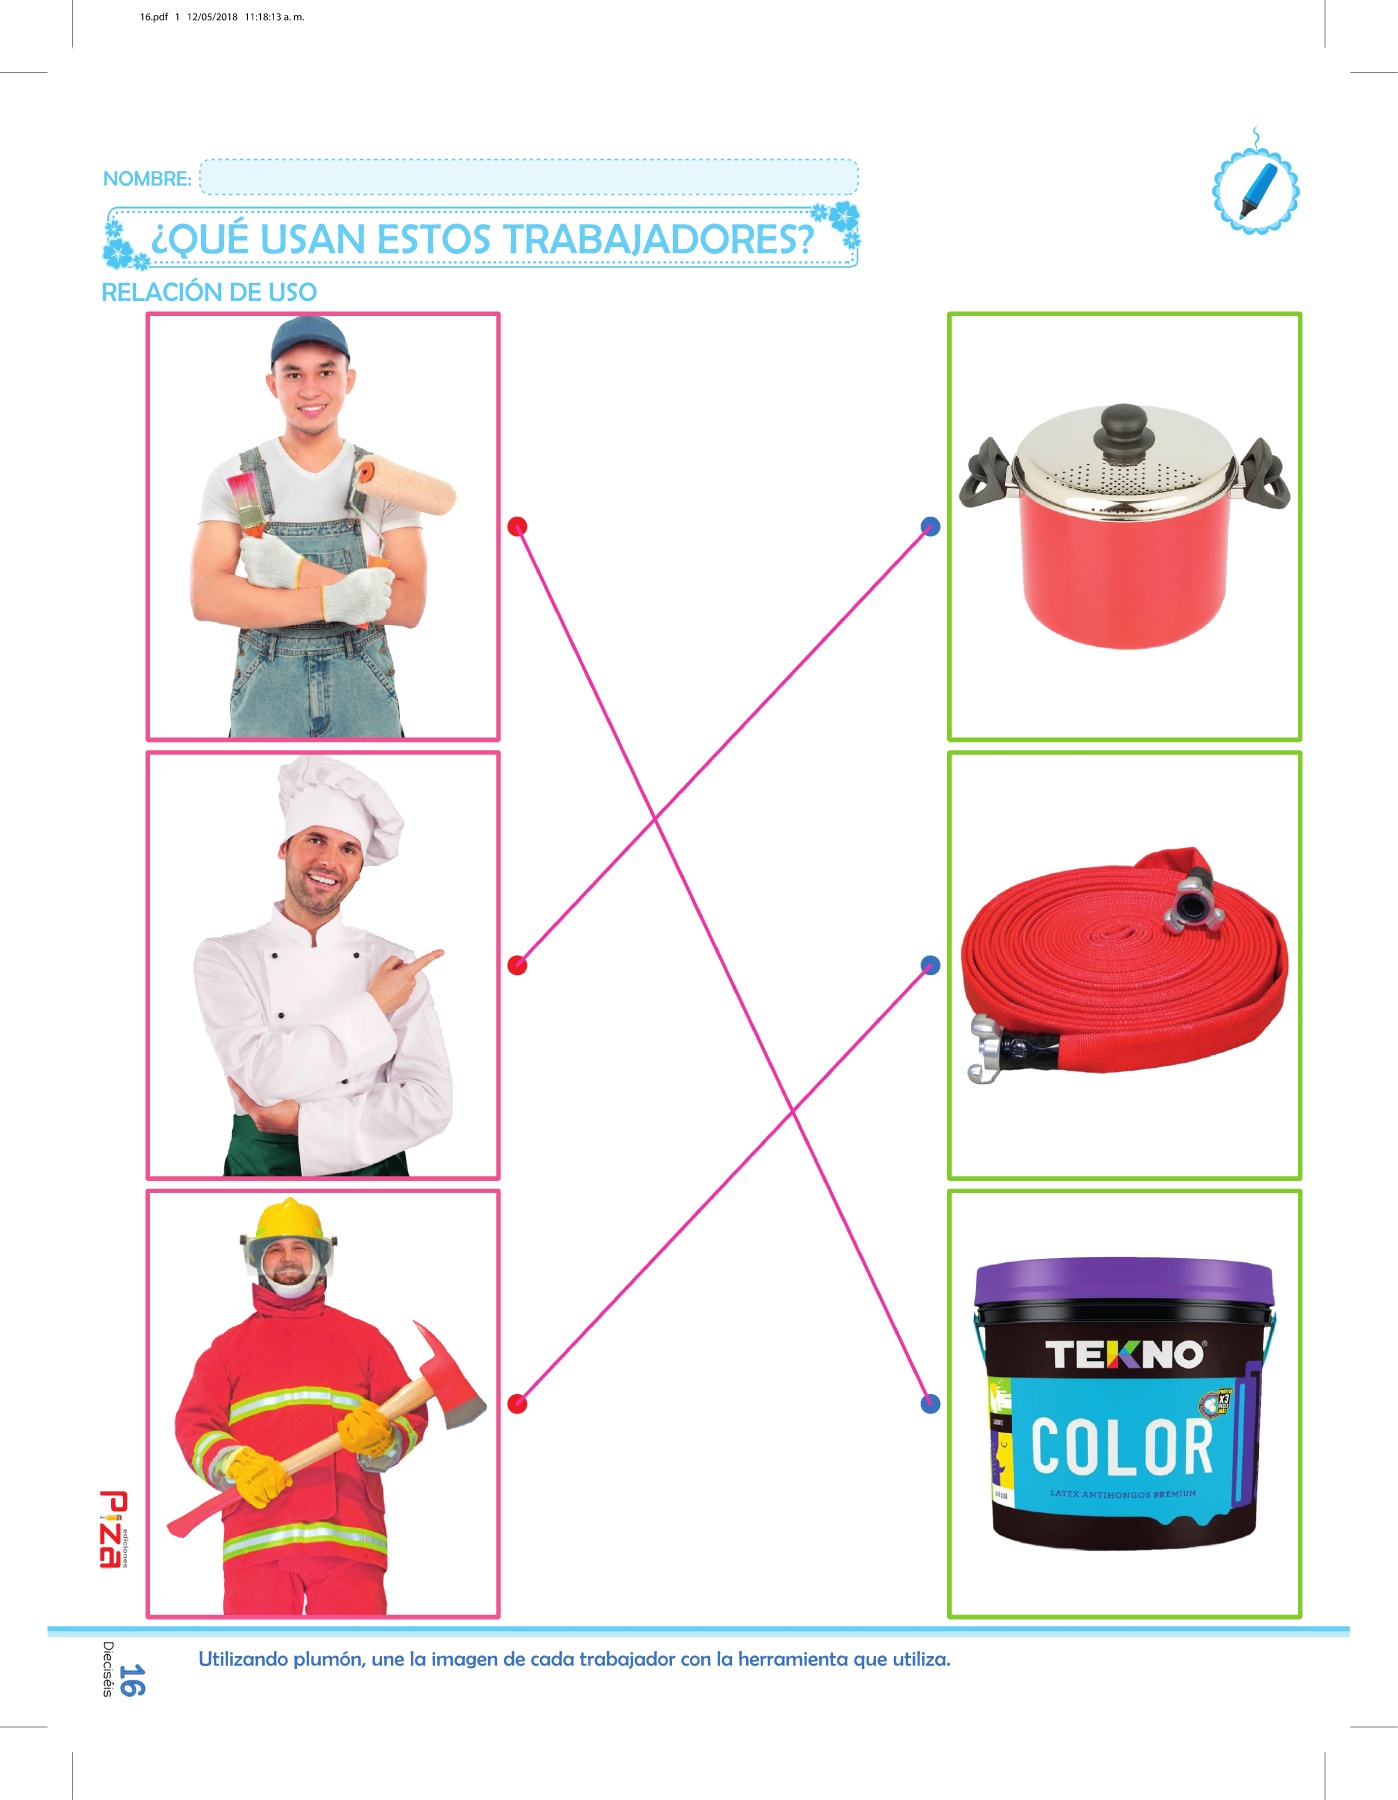 16.pdf 1 12/05/2018 11:18:13 a. m.
NOMBRE:
¿QUÉ USAN ESTOS TRABAJADORES?
RELACIÓN DE USO
TEKNO
COLOR
LATEX ANTIHONGOS PREMIUM
X3
Piza
ediciones
Utilizando plumón, une la imagen de cada trabajador con la herramienta que utiliza.
16
Dieciséis